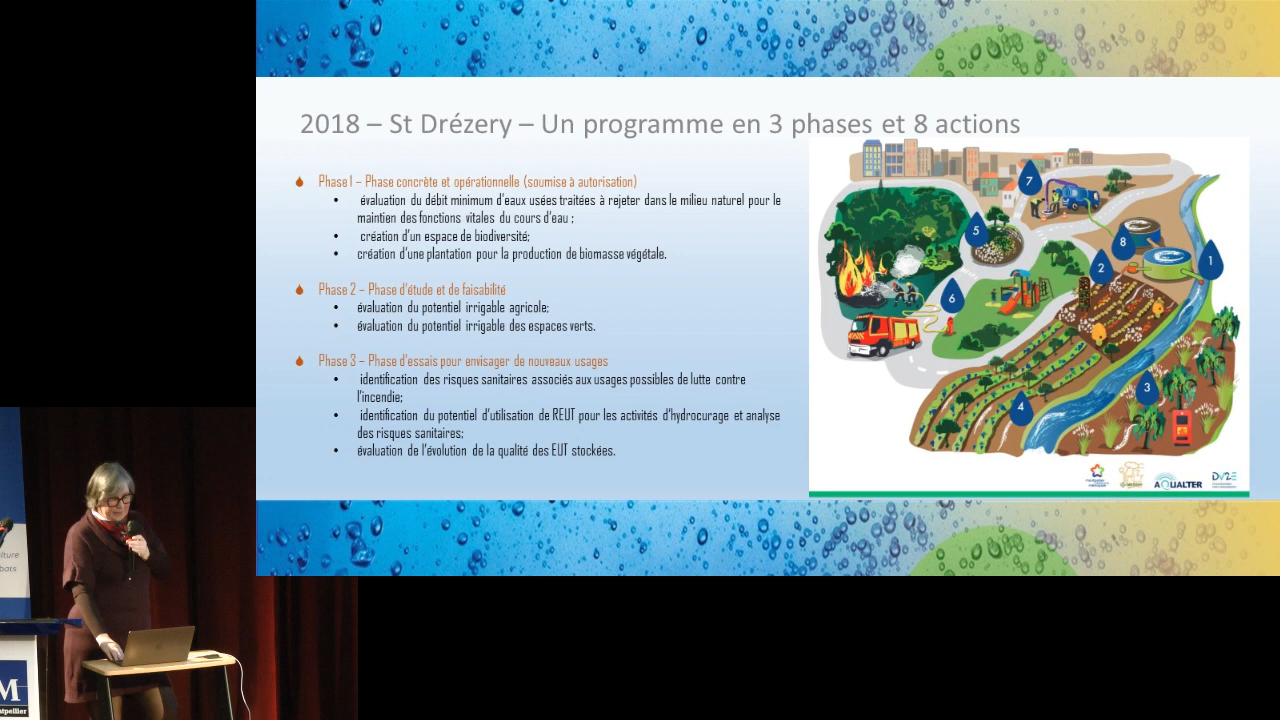 2018 – St Drézery – Un programme en 3 phases et 8 actions
Phase1 – Phase concrète et opérationnelle (soumise à autorisation)
• évaluation du débit minimum d'eaux usées traitées à rejeter dans le milieu naturel pour le
maintien des fonctions vitales du cours d'eau ;
• création d'un espace de biodiversité;
• création d'une plantation pour la production de biomasse végétale.
Phase 2 – Phase d'étude et de faisabilité
• évaluation du potentiel irrigable agricole;
• évaluation du potentiel irrigable des espaces verts.
Phase 3 – Phase d'essais pour envisager de nouveaux usages
• identification des risques sanitaires associés aux usages possibles de lutte contre
l'incendie;
• identification du potentiel d'utilisation de REUT pour les activités d'hydrocurage et analyse
des risques sanitaires;
• évaluation de l'évolution de la qualité des EUT stockées.
7
5
8
1
2
6
3
4
AQUALTER
DV2E
M